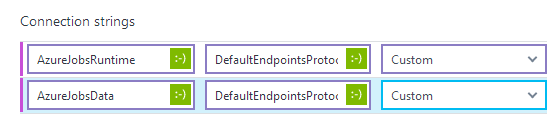 Connection strings
AzureJobsRuntime :-) DefaultEndpointsProtoc :-) Custom
AzureJobsData :-) DefaultEndpointsProtoc :-) Custom